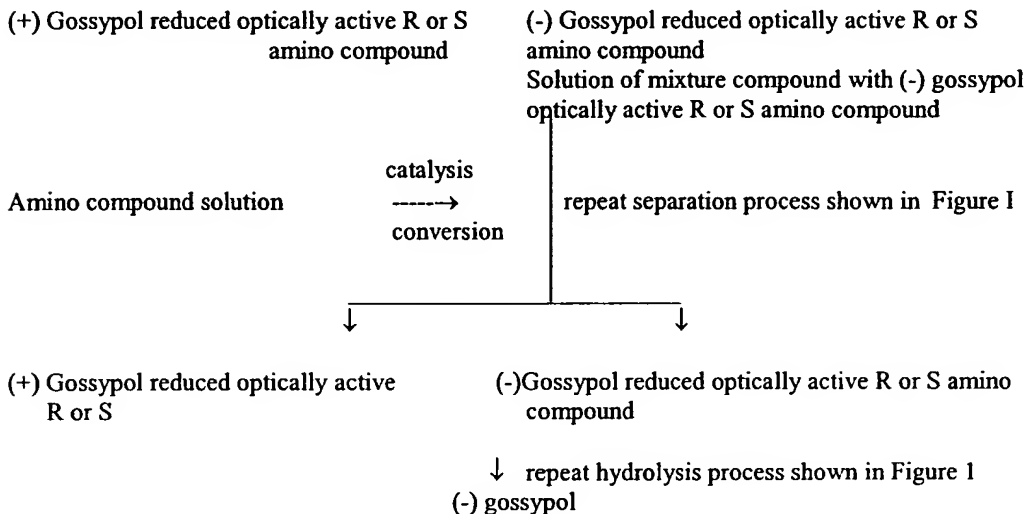 (+) Gossypol reduced optically active R or S
amino compound
(-) Gossypol reduced optically active R or S
amino compound
Solution of mixture compound with (-) gossypol
optically active R or S amino compound
Amino compound solution
catalysis
------→
conversion
repeat separation process shown in Figure I
↓ ↓
(+) Gossypol reduced optically active
R or S
(-)Gossypol reduced optically active R or S amino
compound
↓ repeat hydrolysis process shown in Figure 1
(-) gossypol